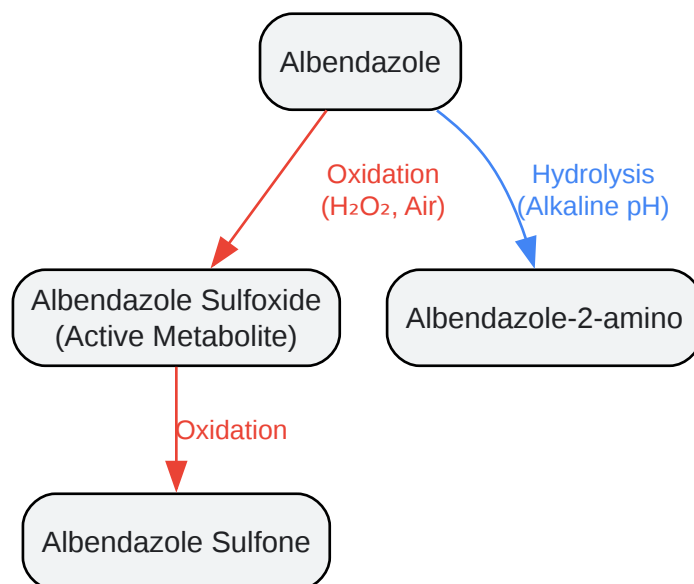 Albendazole
Oxidation
(H₂O₂, Air)
Hydrolysis
(Alkaline pH)
Albendazole Sulfoxide
(Active Metabolite)
Albendazole-2-amino
Oxidation
Albendazole Sulfone